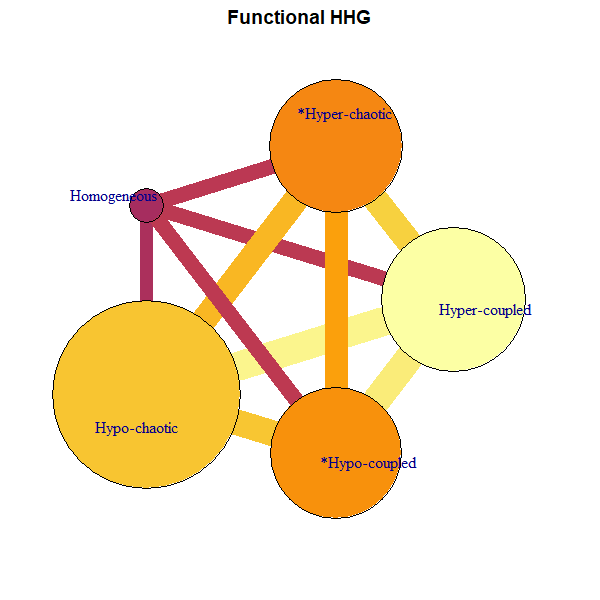 Functional HHG
*Hyper-chaotic
Homogeneous
Hyper-coupled
Hypo-chaotic
*Hypo-coupled